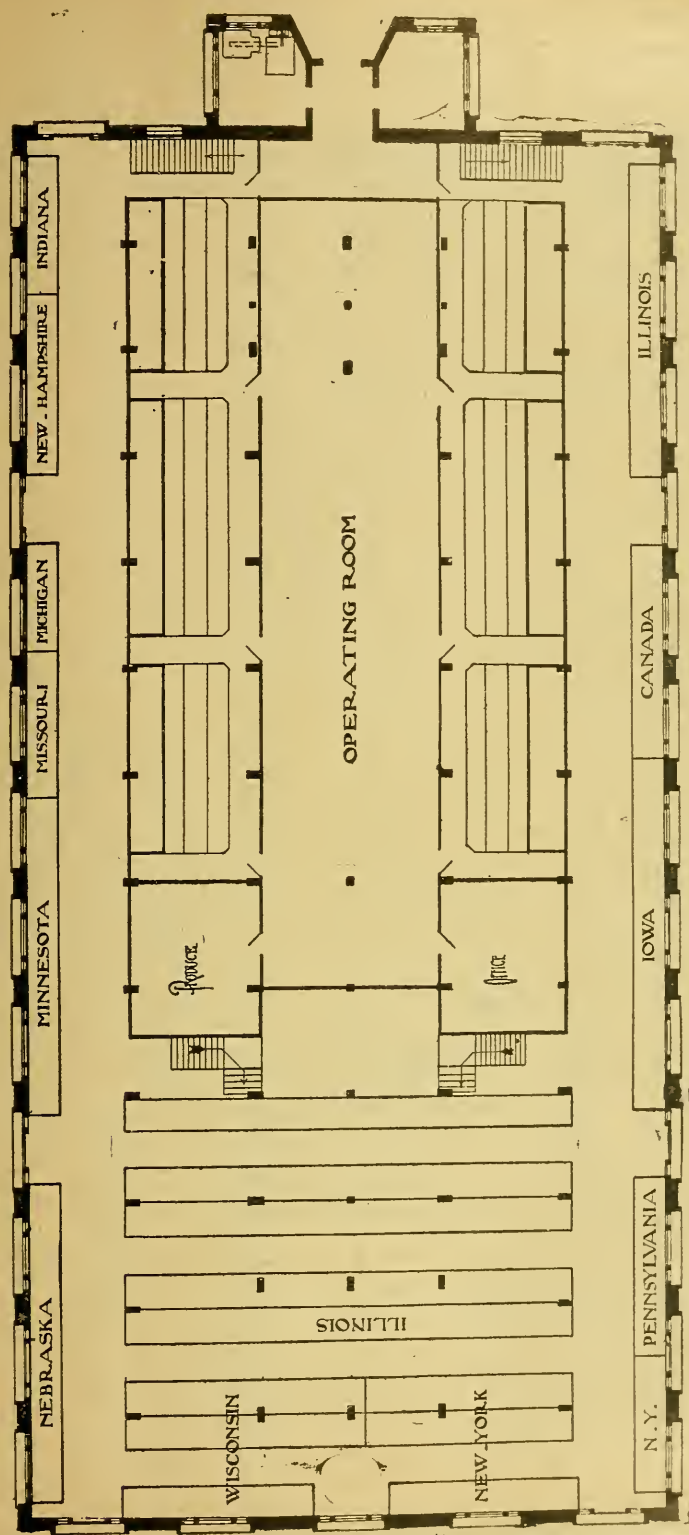 INDIANA
NEW-HAMPSHIRE
MICHIGAN
MISSOURI
MINNESOTA
NEBRASKA
OPERATING ROOM
PRODUCE
OFFICE
ILLINOIS
WISCONSIN
NEW-YORK
ILLINOIS
CANADA
IOWA
PENNSYLVANIA
N.Y.